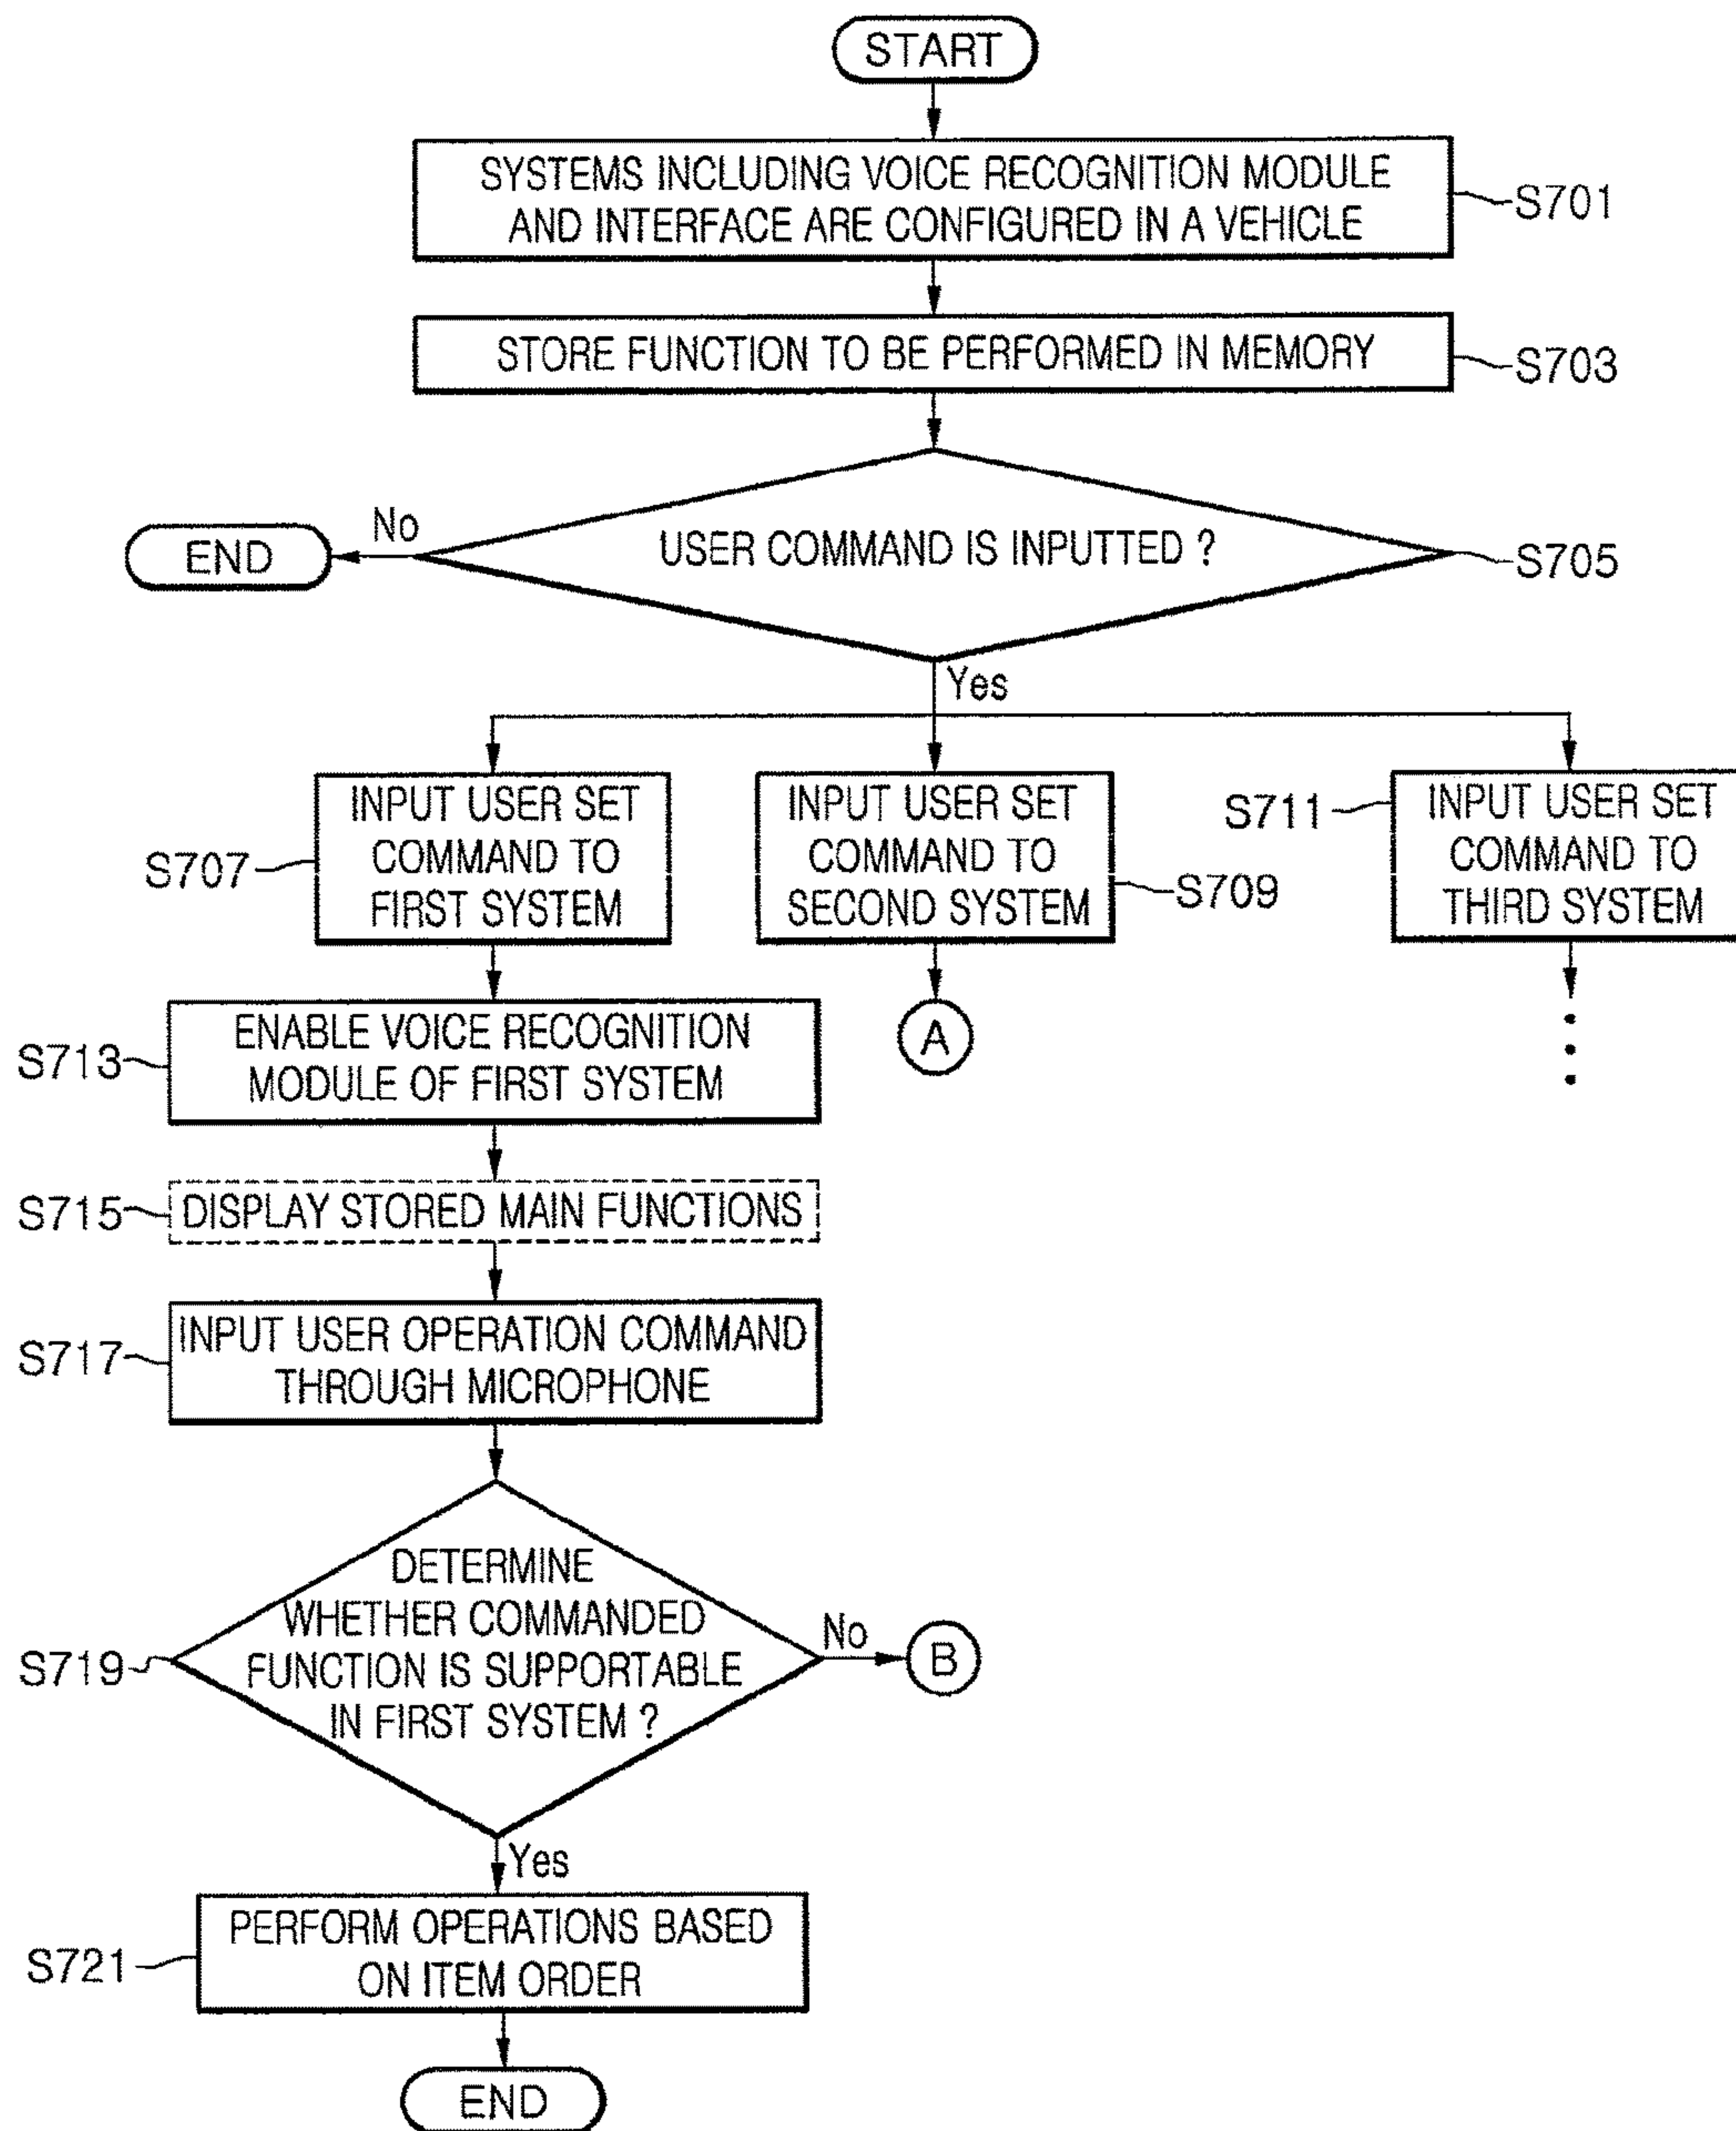 START
SYSTEMS INCLUDING VOICE RECOGNITION MODULE
AND INTERFACE ARE CONFIGURED IN A VEHICLE
S701
STORE FUNCTION TO BE PERFORMED IN MEMORY
S703
No
END
USER COMMAND IS INPUTTED ?
S705
Yes
S707
INPUT USER SET
COMMAND TO
FIRST SYSTEM
INPUT USER SET
COMMAND TO
SECOND SYSTEM
S709
S711
INPUT USER SET
COMMAND TO
THIRD SYSTEM
S713
ENABLE VOICE RECOGNITION
MODULE OF FIRST SYSTEM
A
S715
DISPLAY STORED MAIN FUNCTIONS
S717
INPUT USER OPERATION COMMAND
THROUGH MICROPHONE
S719
DETERMINE
WHETHER COMMANDED
FUNCTION IS SUPPORTABLE
IN FIRST SYSTEM ?
No
B
Yes
S721
PERFORM OPERATIONS BASED
ON ITEM ORDER
END